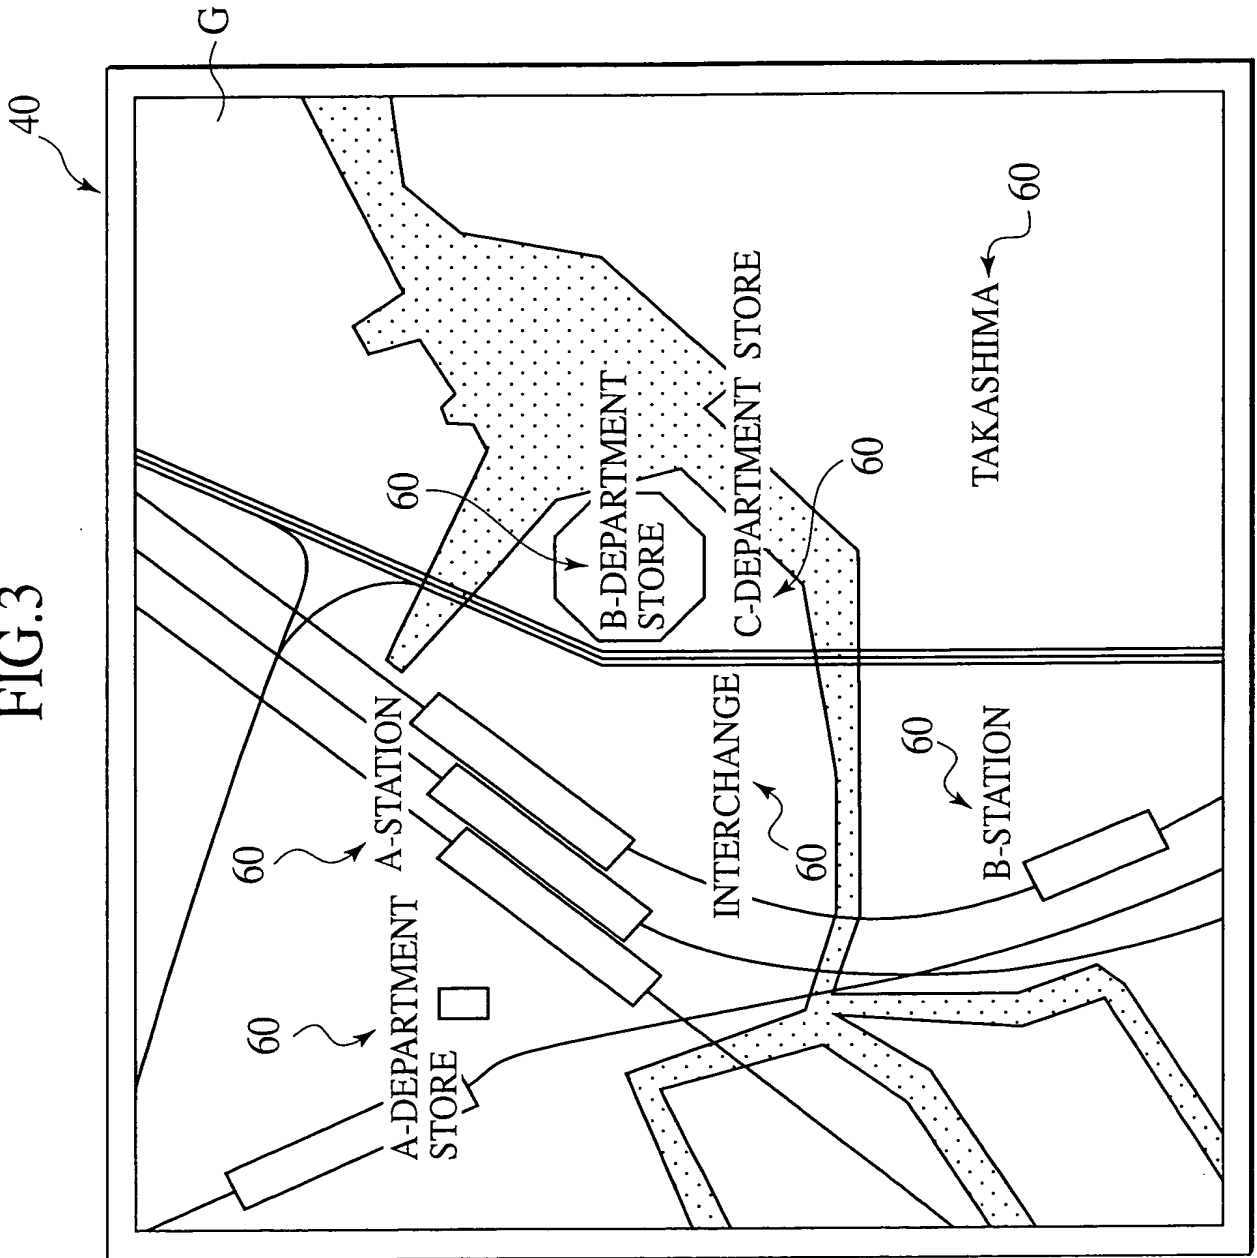 FIG.3
40
G
60
60
60
A-DEPARTMENT
STORE
A-STATION
B-DEPARTMENT
STORE
INTERCHANGE
C-DEPARTMENT STORE
60
60
60
B-STATION
TAKASHIMA
60